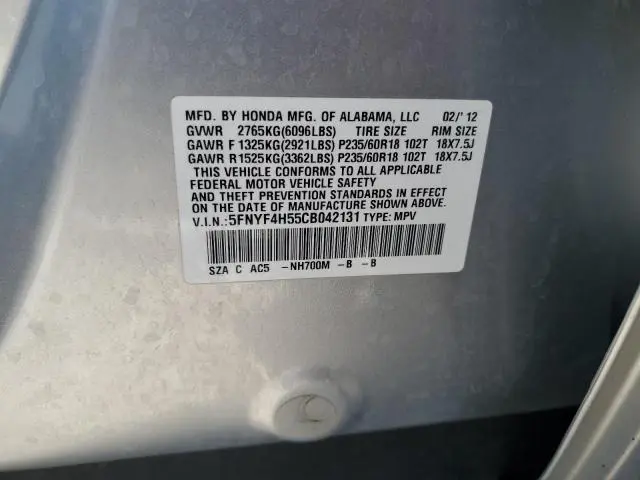 MFD. BY HONDA MFG. OF ALABAMA, LLC 02/'12
GVWR 2765KG(6096LBS) TIRE SIZE RIM SIZE
GAWR F 1325KG(2921LBS) P235/60R18 102T 18X7.5J
GAWR R1525KG(3362LBS) P235/60R18 102T 18X7.5J
THIS VEHICLE CONFORMS TO ALL APPLICABLE
FEDERAL MOTOR VEHICLE SAFETY
AND THEFT PREVENTION STANDARDS IN EFFECT
ON THE DATE OF MANUFACTURE SHOWN ABOVE.
V.I.N.:5FNYF4H55CB042131 TYPE: MPV
SZA C AC5 -NH700M -B -B